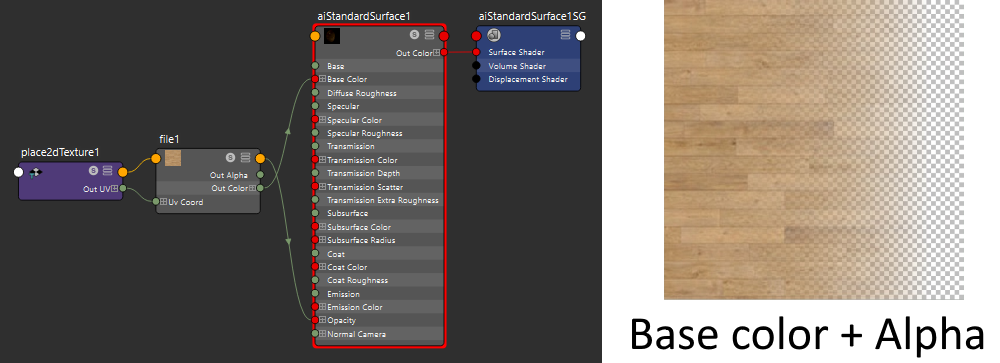 place2dTexture1
Out UV
file1
Out Alpha
Out Color
Uv Coord
aiStandardSurface1
Out Color
Base
Base Color
Diffuse Roughness
Specular
Specular Color
Specular Roughness
Transmission
Transmission Color
Transmission Depth
Transmission Scatter
Transmission Extra Roughness
Subsurface
Subsurface Color
Subsurface Radius
Coat
Coat Color
Coat Roughness
Emission
Emission Color
Opacity
Normal Camera
aiStandardSurface1SG
Surface Shader
Volume Shader
Displacement Shader
Base color + Alpha